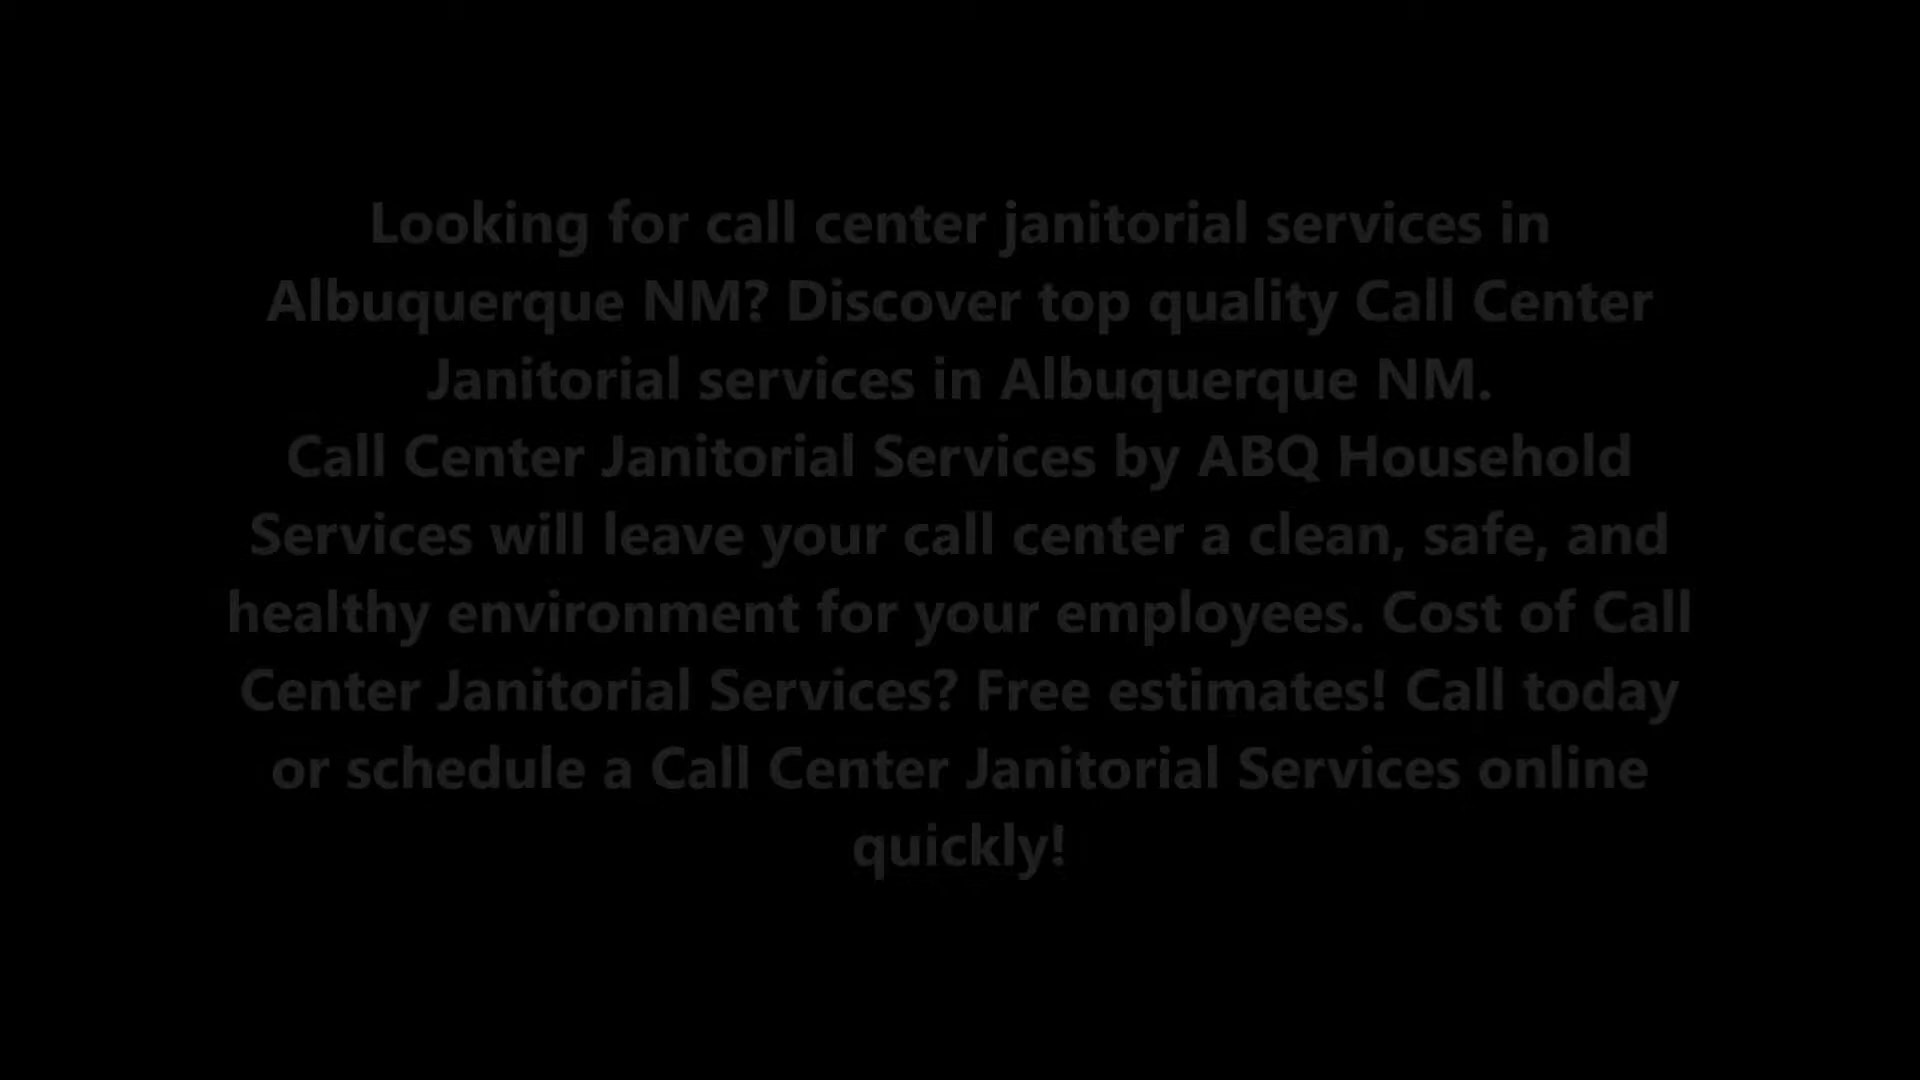 Looking for call center janitorial services in
Albuquerque NM? Discover top quality Call Center
Janitorial services in Albuquerque NM.
Call Center Janitorial Services by ABQ Household
Services will leave your call center a clean, safe, and
healthy environment for your employees. Cost of Call
Center Janitorial Services? Free estimates! Call today
or schedule a Call Center Janitorial Services online
quickly!